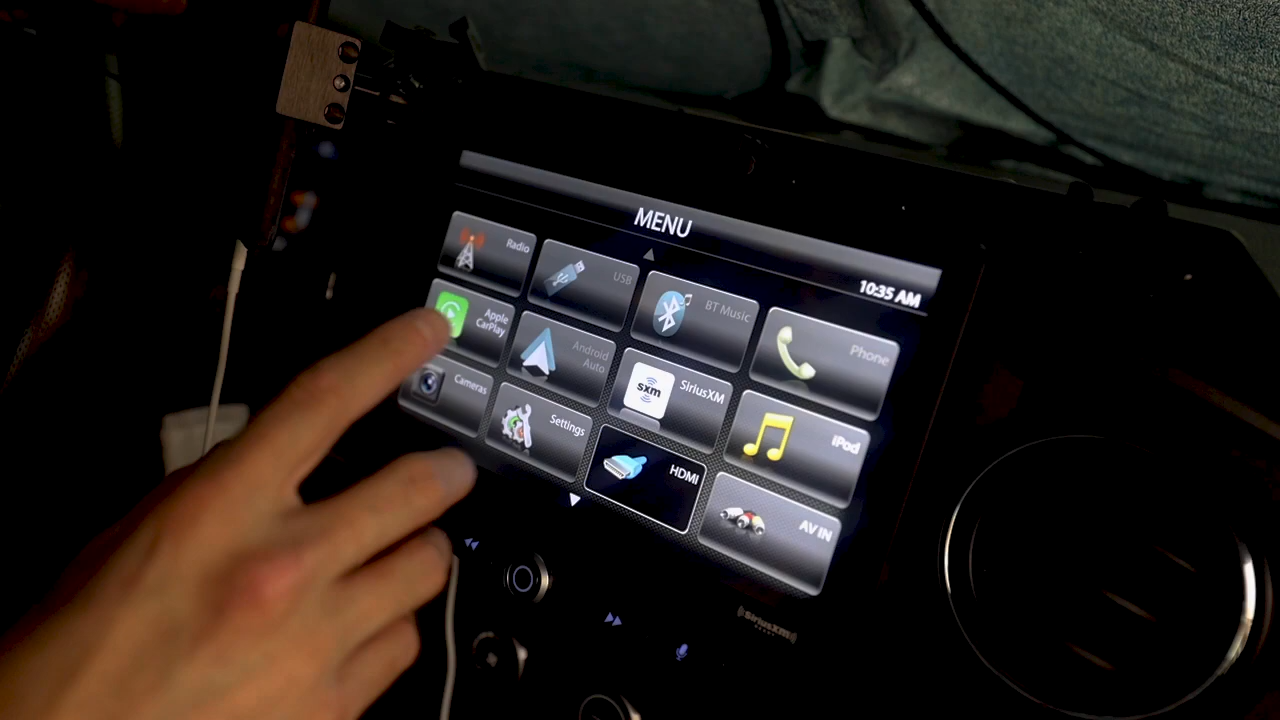 MENU
10:35 AM
Radio
USB
BT Music
Phone
Apple
CarPlay
Android
Auto
sxm
SiriusXM
iPod
Cameras
Settings
HDMI
AV IN
SiriusXM